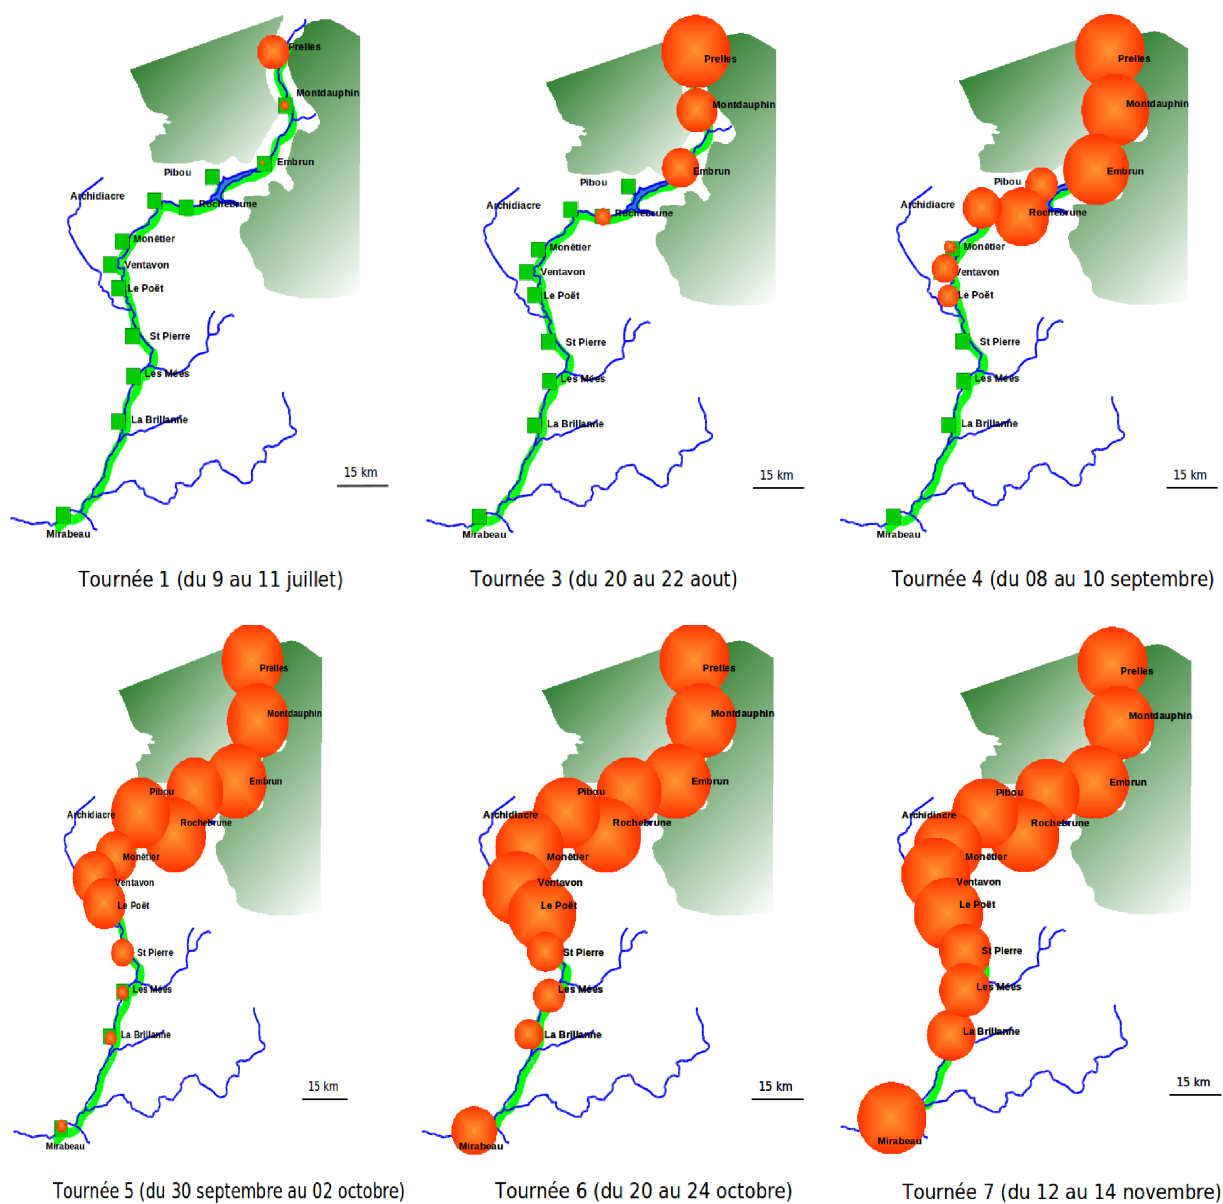 Prelles
Montdauphin
Embrun
Pibou
Archidiacre
Rochebrune
Monêtier
Ventavon
Le Poët
St Pierre
Les Mées
La Brillanne
15 km
Mirabeau
Tournée 1 (du 9 au 11 juillet)
Prelles
Montdauphin
Embrun
Pibou
Archidiacre
Rochebrune
Monêtier
Ventavon
Le Poët
St Pierre
Les Mées
La Brillanne
15 km
Mirabeau
Tournée 3 (du 20 au 22 aout)
Prelles
Montdauphin
Embrun
Pibou
Archidiacre
Rochebrune
Monêtier
Ventavon
Le Poët
St Pierre
Les Mées
La Brillanne
15 km
Mirabeau
Tournée 4 (du 08 au 10 septembre)
Prelles
Montdauphin
Embrun
Pibou
Archidiacre
Rochebrune
Monêtier
Ventavon
Le Poët
St Pierre
Les Mées
La Brillanne
15 km
Mirabeau
Tournée 5 (du 30 septembre au 02 octobre)
Prelles
Montdauphin
Embrun
Pibou
Archidiacre
Rochebrune
Monêtier
Ventavon
Le Poët
St Pierre
Les Mées
La Brillanne
15 km
Mirabeau
Tournée 6 (du 20 au 24 octobre)
Prelles
Montdauphin
Embrun
Pibou
Archidiacre
Rochebrune
Monêtier
Ventavon
Le Poët
St Pierre
Les Mées
La Brillanne
15 km
Mirabeau
Tournée 7 (du 12 au 14 novembre)